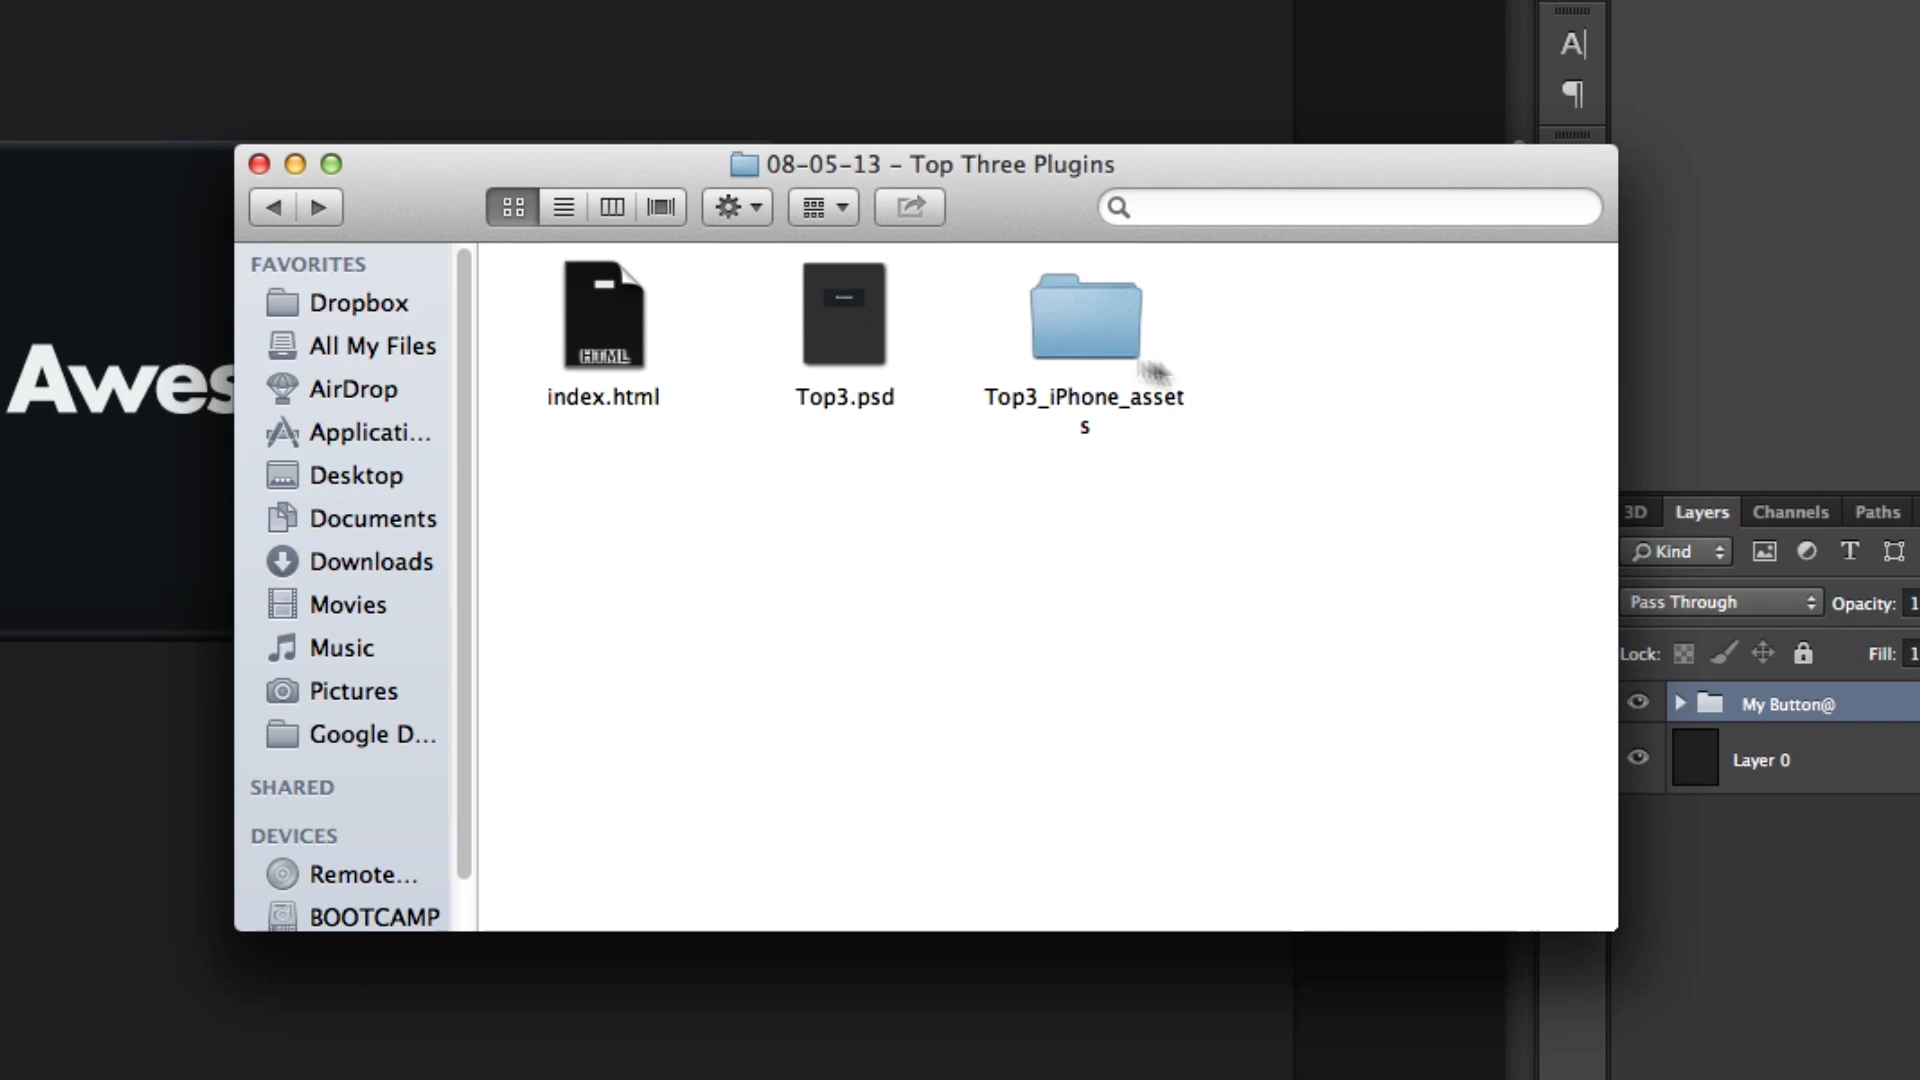 A
¶
08-05-13 – Top Three Plugins
FAVORITES
Dropbox
All My Files
AirDrop
Applicati...
Desktop
Documents
Downloads
Movies
Music
Pictures
Google D...
SHARED
DEVICES
Remote...
BOOTCAMP
HTML
index.html
Top3.psd
Top3_iPhone_asset
s
Awes
3D Layers Channels Paths
Kind T
Pass Through Opacity: 1
Lock: Fill: 1
My Button@
Layer 0